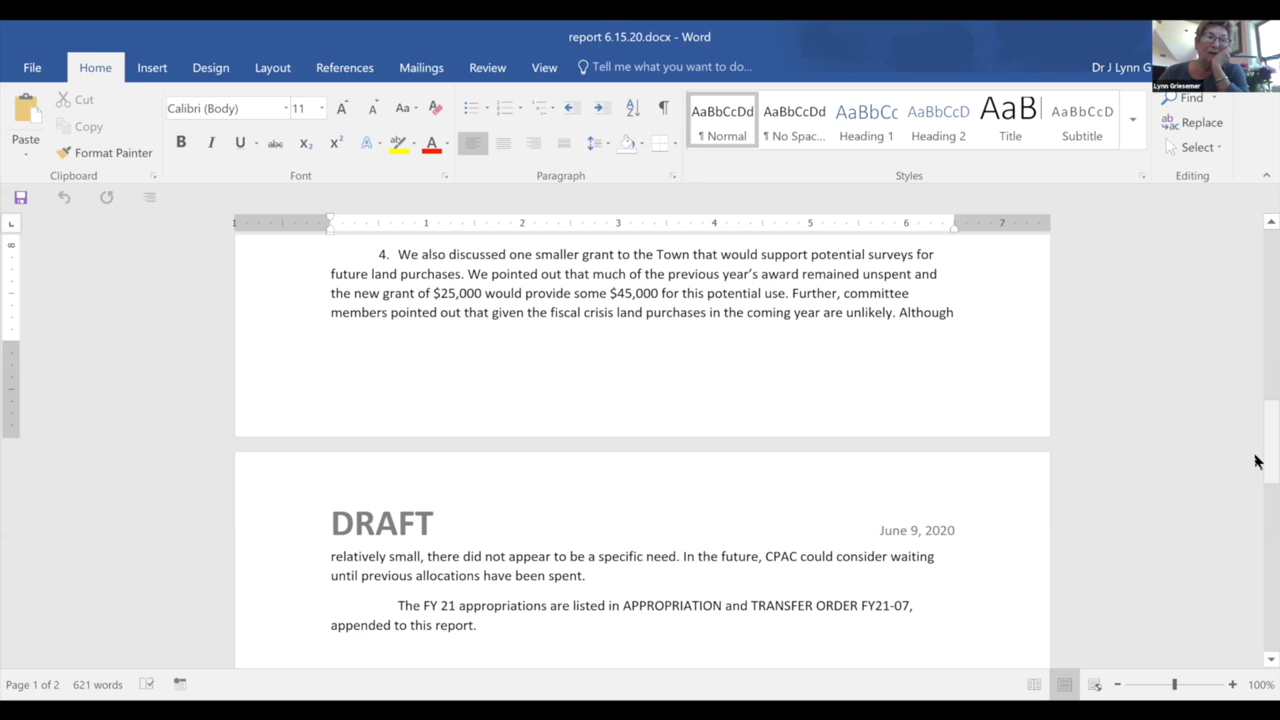 report 6.15.20.docx - Word
File Home Insert Design Layout References Mailings Review View Tell me what you want to do... Dr J Lynn G
Lynn Griesemer
Paste
Cut
Copy
Format Painter
Clipboard
Calibri (Body) 11
Font
Paragraph
AaBbCcDd AaBbCcDd AaBbCc AaBbCcD AaB AaBbCcD
¶ Normal ¶ No Spac... Heading 1 Heading 2 Title Subtitle
Styles
Find
Replace
Select
Editing
1 1 2 3 4 5 6 7
8
4. We also discussed one smaller grant to the Town that would support potential surveys for
future land purchases. We pointed out that much of the previous year’s award remained unspent and
the new grant of $25,000 would provide some $45,000 for this potential use. Further, committee
members pointed out that given the fiscal crisis land purchases in the coming year are unlikely. Although
DRAFT
June 9, 2020
relatively small, there did not appear to be a specific need. In the future, CPAC could consider waiting
until previous allocations have been spent.
The FY 21 appropriations are listed in APPROPRIATION and TRANSFER ORDER FY21-07,
appended to this report.
Page 1 of 2 621 words 100%